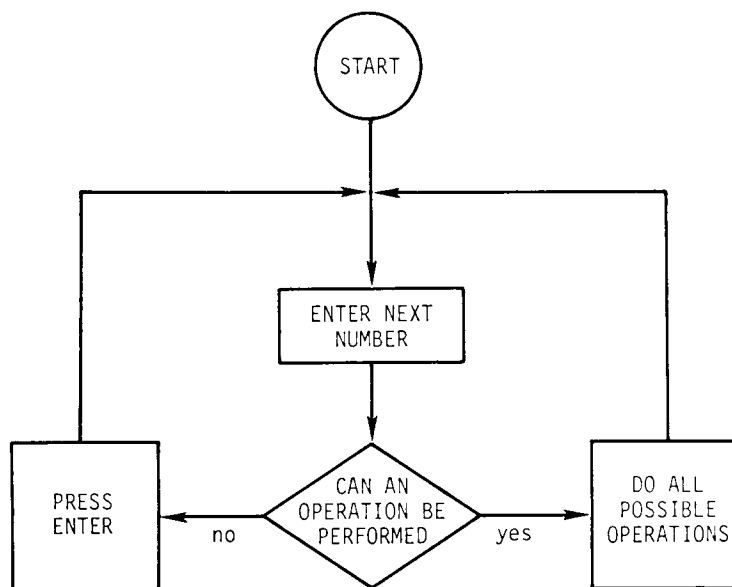 START
ENTER NEXT
NUMBER
CAN AN
OPERATION BE
PERFORMED
no
yes
PRESS
ENTER
DO ALL
POSSIBLE
OPERATIONS